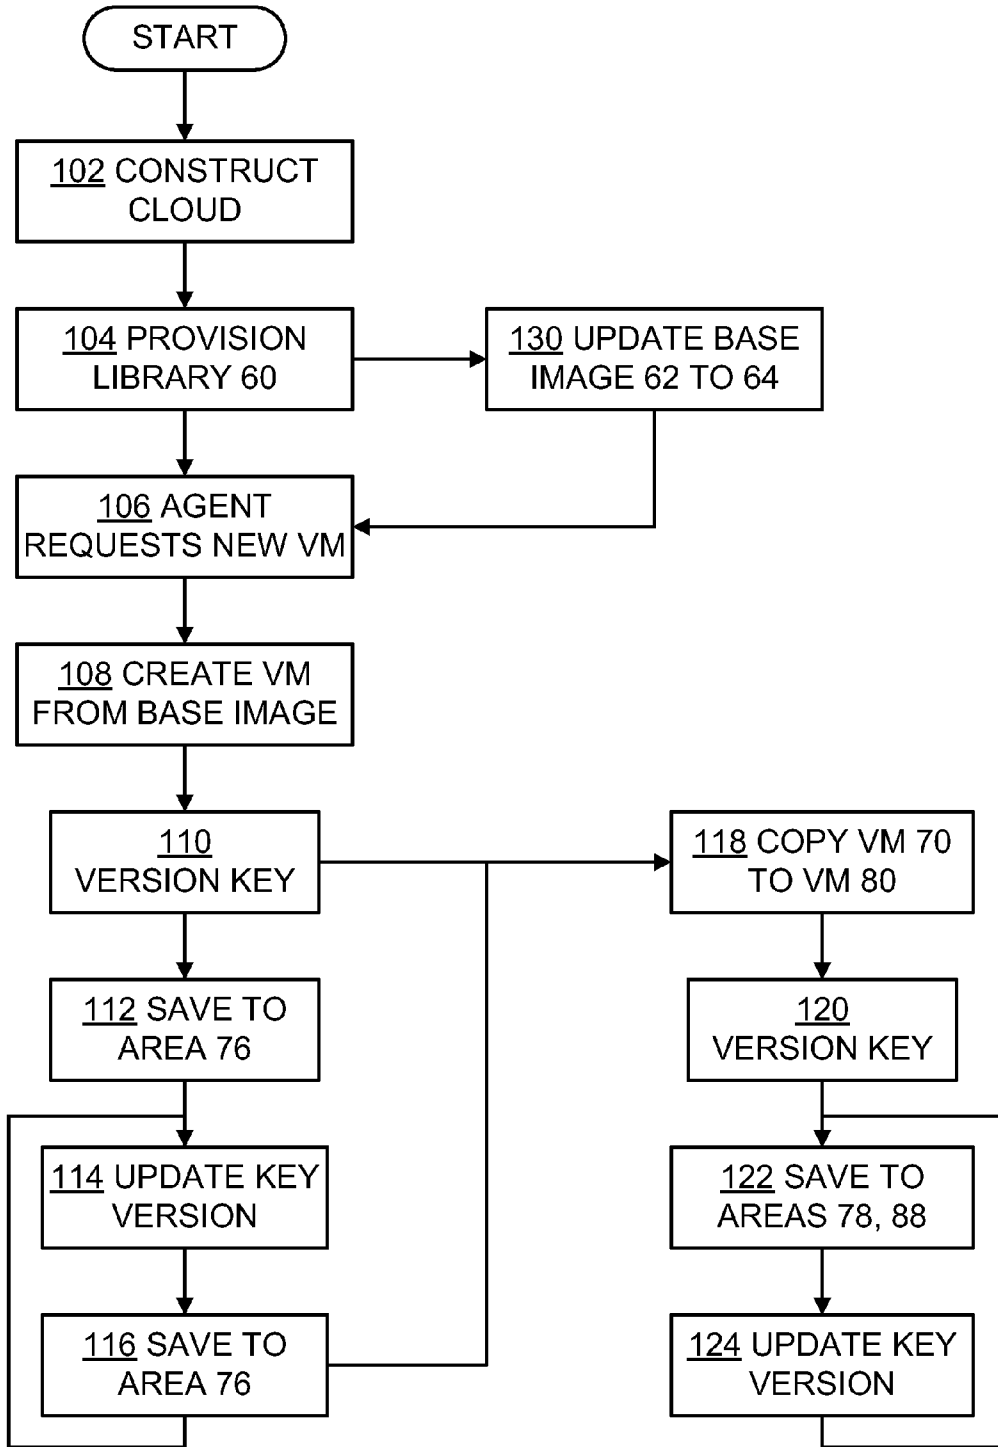 START
102 CONSTRUCT
CLOUD
104 PROVISION
LIBRARY 60
130 UPDATE BASE
IMAGE 62 TO 64
106 AGENT
REQUESTS NEW VM
108 CREATE VM
FROM BASE IMAGE
110
VERSION KEY
118 COPY VM 70
TO VM 80
112 SAVE TO
AREA 76
120
VERSION KEY
114 UPDATE KEY
VERSION
122 SAVE TO
AREAS 78, 88
116 SAVE TO
AREA 76
124 UPDATE KEY
VERSION